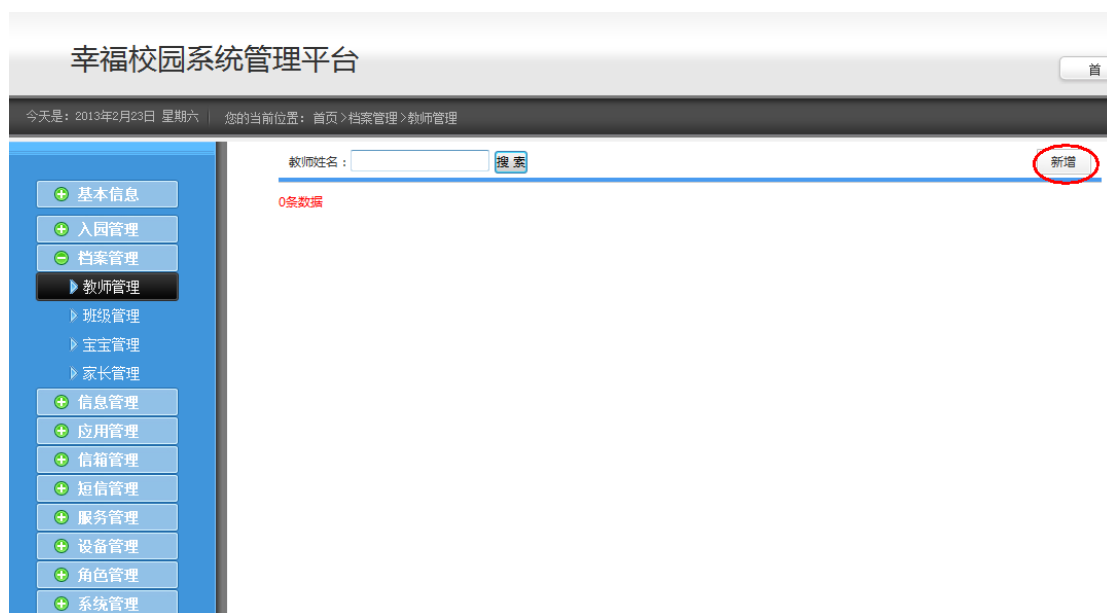 幸福校园系统管理平台
首
今天是：2013年2月23日 星期六 | 您的当前位置：首页>档案管理>教师管理
教师姓名： 搜 索 新增
0条数据
基本信息
入园管理
档案管理
教师管理
班级管理
宝宝管理
家长管理
信息管理
应用管理
信箱管理
短信管理
服务管理
设备管理
角色管理
系统管理